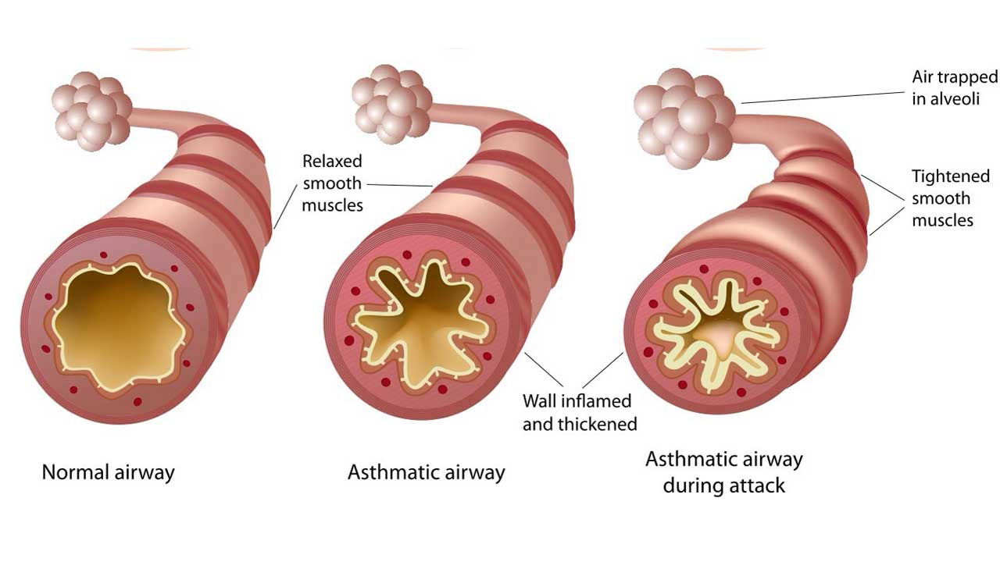 Air trapped
in alveoli
Relaxed
smooth
muscles
Tightened
smooth
muscles
Wall inflamed
and thickened
Normal airway
Asthmatic airway
Asthmatic airway
during attack